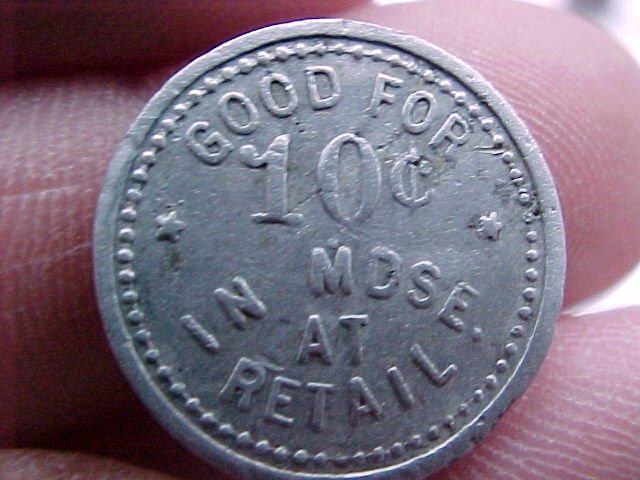 GOOD FOR
10¢
IN MDSE.
AT
RETAIL